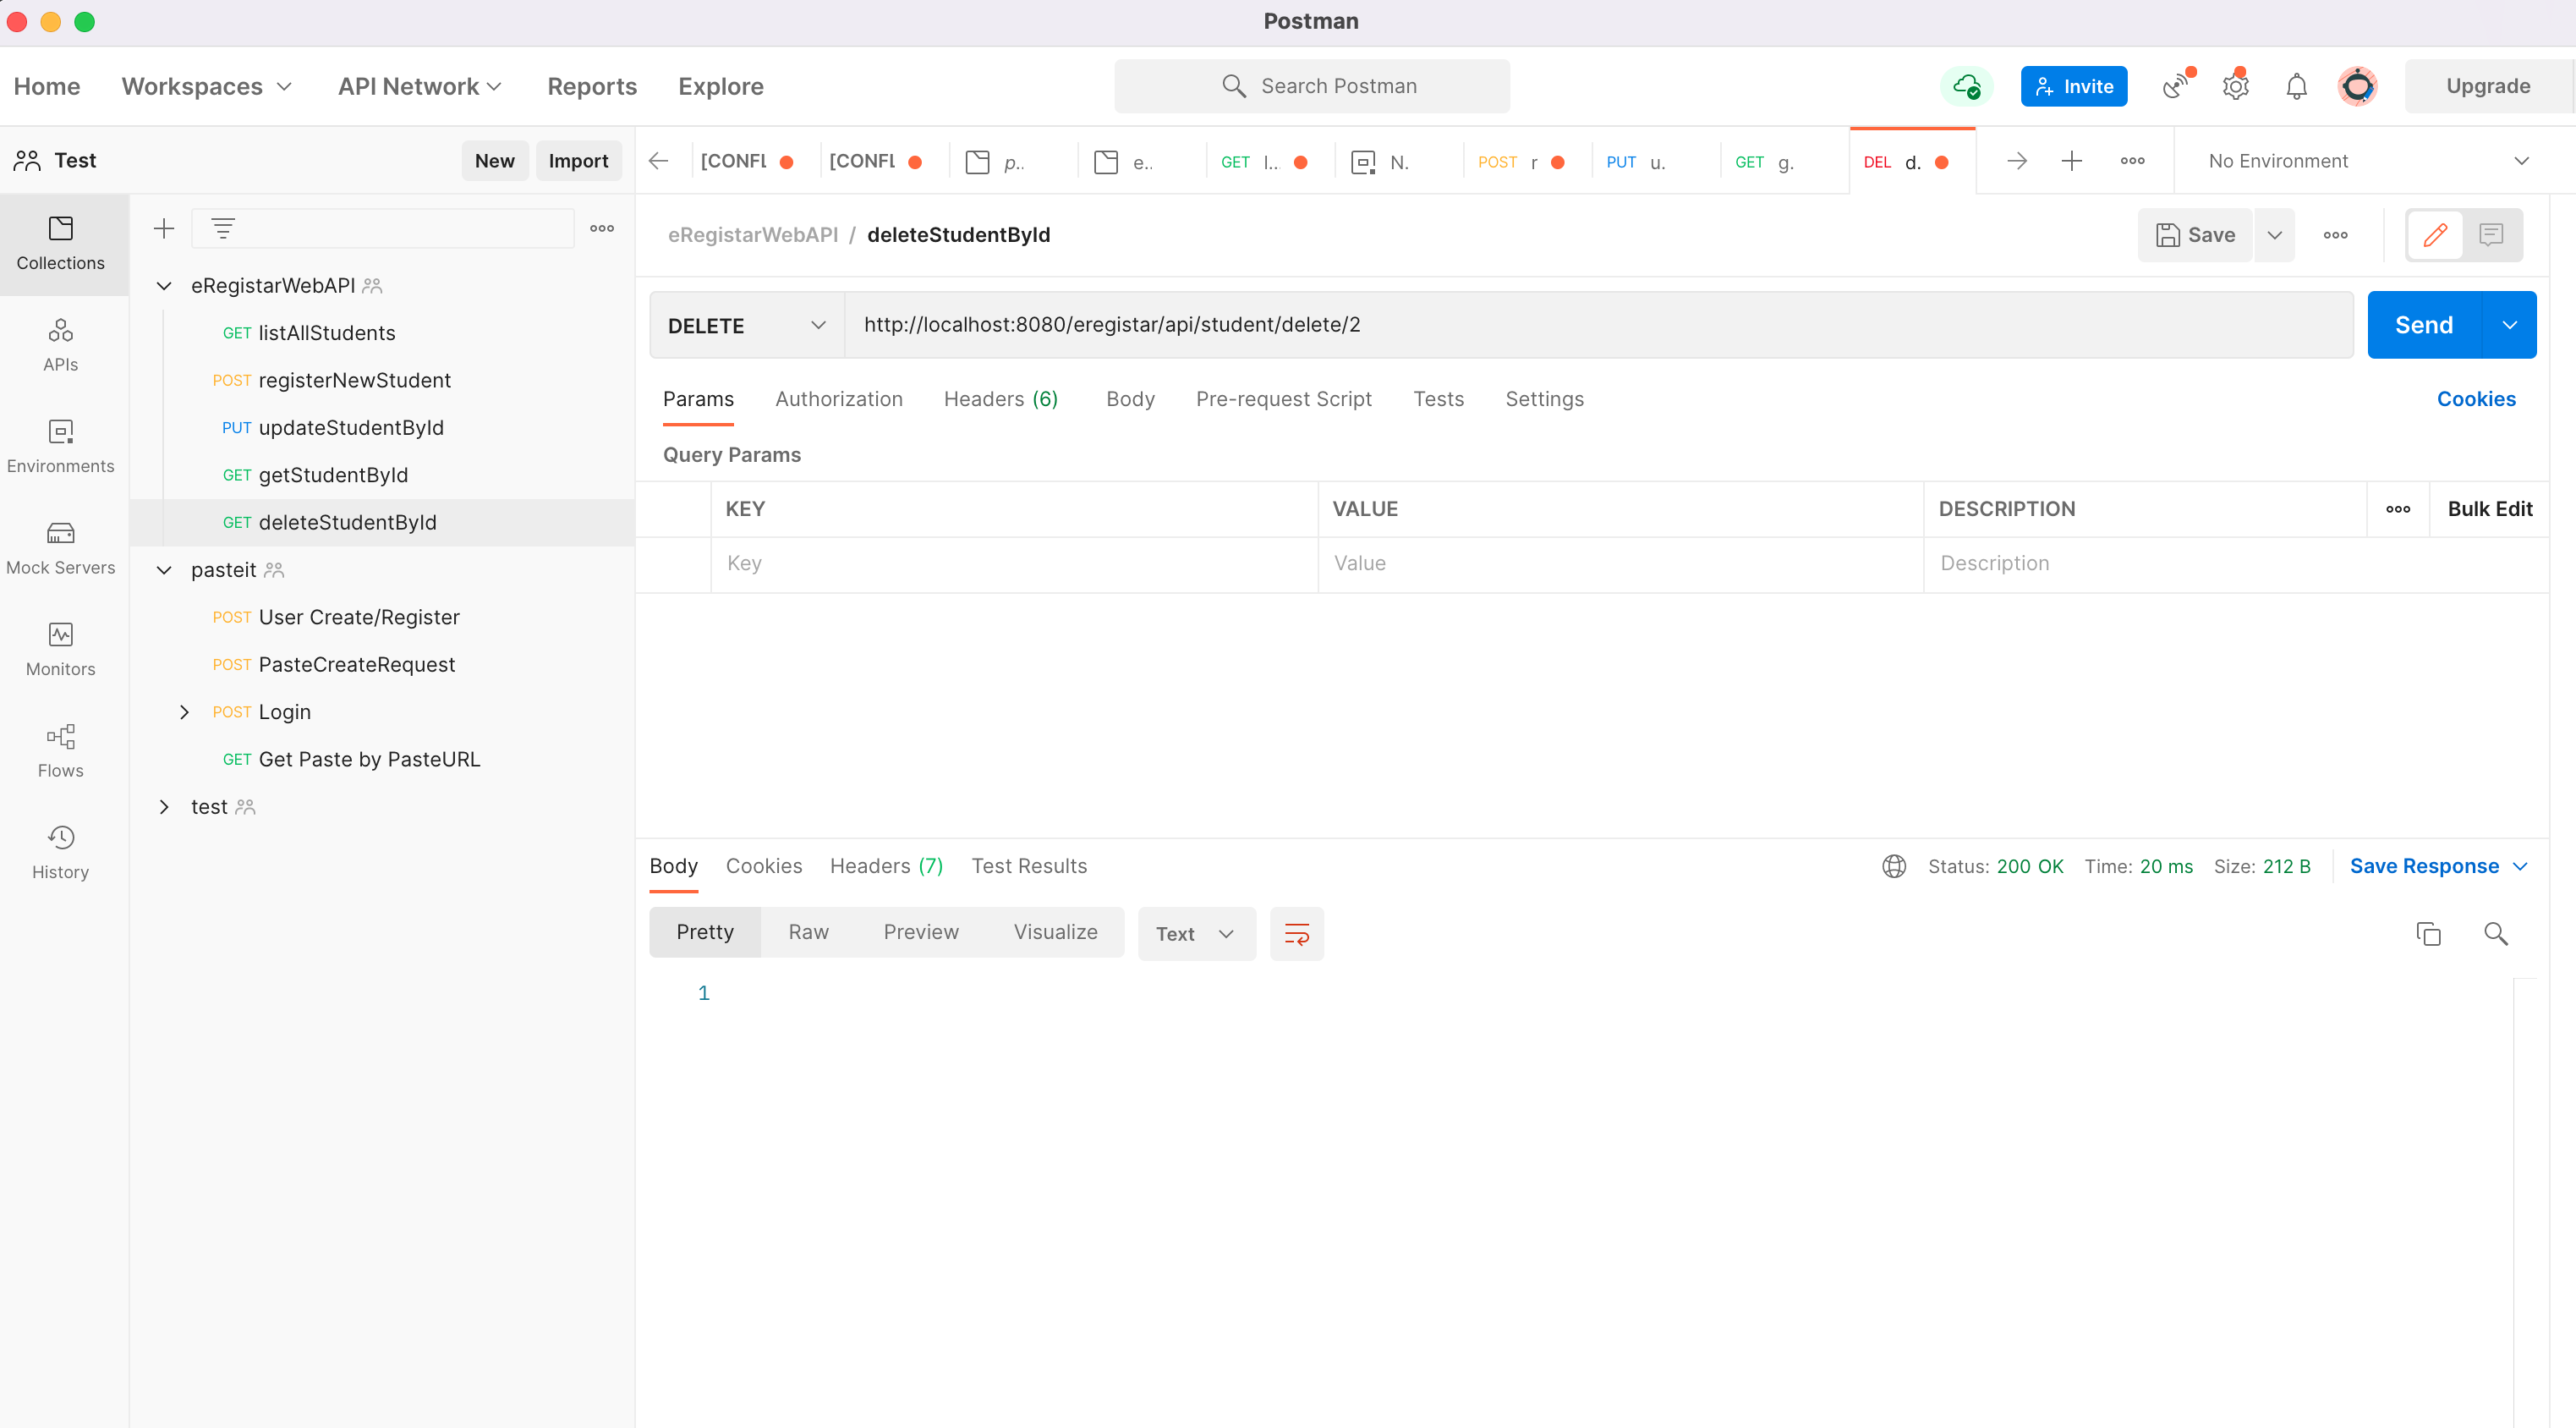 Postman
Home Workspaces API Network Reports Explore Search Postman Invite Upgrade
Test New Import [CONFL [CONFL p.. e.. GET l... N. POST r PUT u. GET g. DEL d. No Environment
Collections
APIs
Environments
Mock Servers
Monitors
Flows
History
eRegistarWebAPI
GET listAllStudents
POST registerNewStudent
PUT updateStudentById
GET getStudentById
GET deleteStudentById
pasteit
POST User Create/Register
POST PasteCreateRequest
POST Login
GET Get Paste by PasteURL
test
eRegistarWebAPI / deleteStudentById Save
DELETE http://localhost:8080/eregistar/api/student/delete/2 Send
Params Authorization Headers (6) Body Pre-request Script Tests Settings Cookies
Query Params
KEY VALUE DESCRIPTION Bulk Edit
Key Value Description
Body Cookies Headers (7) Test Results Status: 200 OK Time: 20 ms Size: 212 B Save Response
Pretty Raw Preview Visualize Text
1